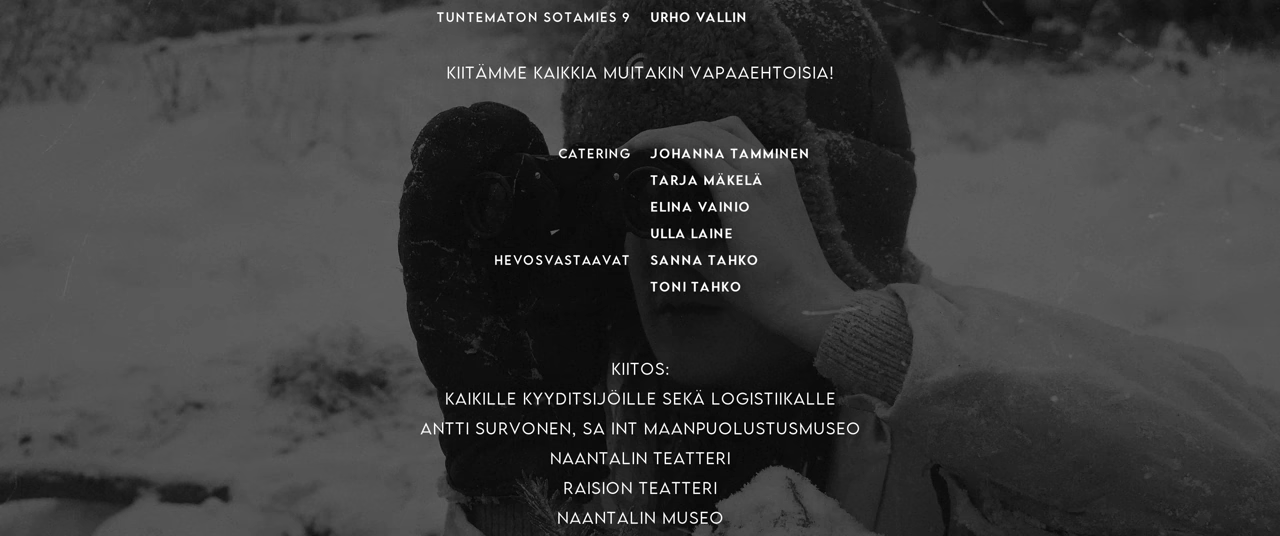 TUNTEMATON SOTAMIES 9 URHO VALLIN
KIITÄMME KAIKKIA MUITAKIN VAPAAEHTOISIA!
CATERING JOHANNA TAMMINEN
TARJA MÄKELÄ
ELINA VAINIO
ULLA LAINE
HEVOSVASTAAVAT SANNA TAHKO
TONI TAHKO
KIITOS:
KAIKILLE KYYDITSIJÖILLE SEKÄ LOGISTIIKALLE
ANTTI SURVONEN, SA INT MAANPUOLUSTUSMUSEO
NAANTALIN TEATTERI
RAISION TEATTERI
NAANTALIN MUSEO